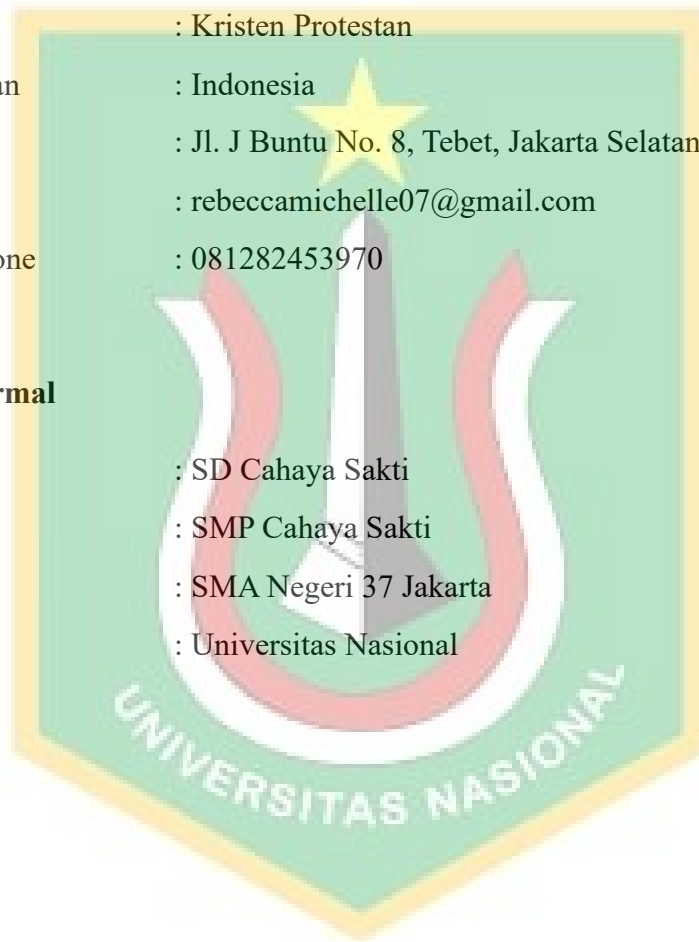 : Kristen Protestan
an : Indonesia
: Jl. J Buntu No. 8, Tebet, Jakarta Selatan
: rebeccamichelle07@gmail.com
one : 081282453970
rmal
: SD Cahaya Sakti
: SMP Cahaya Sakti
: SMA Negeri 37 Jakarta
: Universitas Nasional
UNIVERSITAS NASIONAL